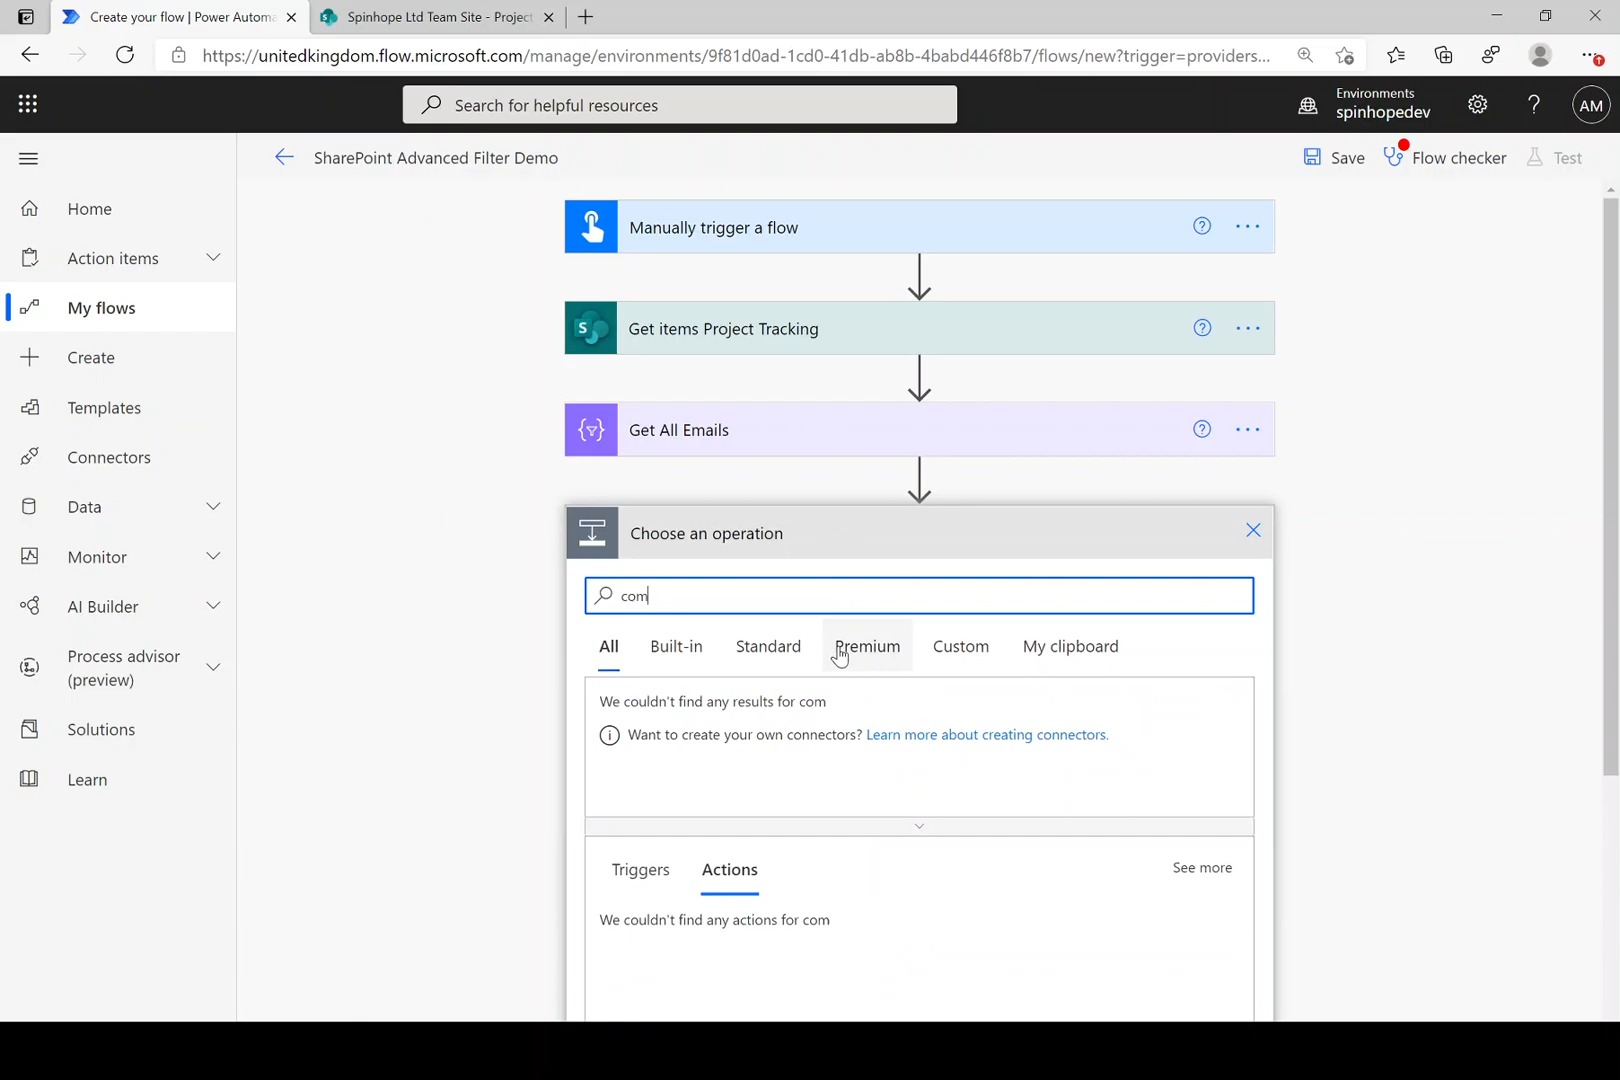 Create your flow | Power Automa
Spinhope Ltd Team Site - Project
https://unitedkingdom.flow.microsoft.com/manage/environments/9f81d0ad-1cd0-41db-ab8b-4babd446f8b7/flows/new?trigger=providers...
Search for helpful resources
Environments
spinhopedev
AM
SharePoint Advanced Filter Demo
Save
Flow checker
Test
Home
Action items
My flows
Create
Templates
Connectors
Data
Monitor
AI Builder
Process advisor
(preview)
Solutions
Learn
Manually trigger a flow
Get items Project Tracking
Get All Emails
Choose an operation
com
All
Built-in
Standard
Premium
Custom
My clipboard
We couldn't find any results for com
Want to create your own connectors? Learn more about creating connectors.
Triggers
Actions
See more
We couldn't find any actions for com